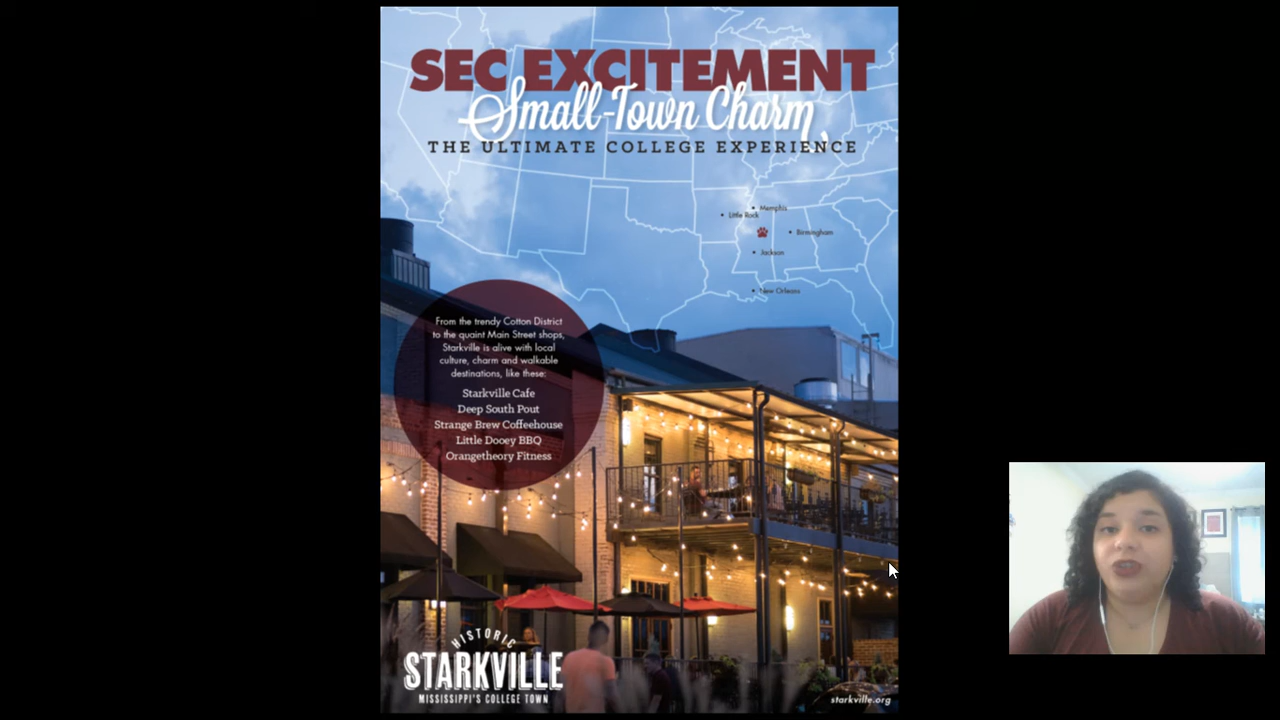 SEC EXCITEMENT
Small-Town Charm
THE ULTIMATE COLLEGE EXPERIENCE
Memphis
Little Rock
Birmingham
Jackson
New Orleans
From the trendy Cotton District
to the quaint Main Street shops,
Starkville is alive with local
culture, charm and walkable
destinations, like these:
Starkville Cafe
Deep South Pout
Strange Brew Coffeehouse
Little Dooey BBQ
Orangetheory Fitness
HISTORIC
STARKVILLE
MISSISSIPPI'S COLLEGE TOWN
starkville.org